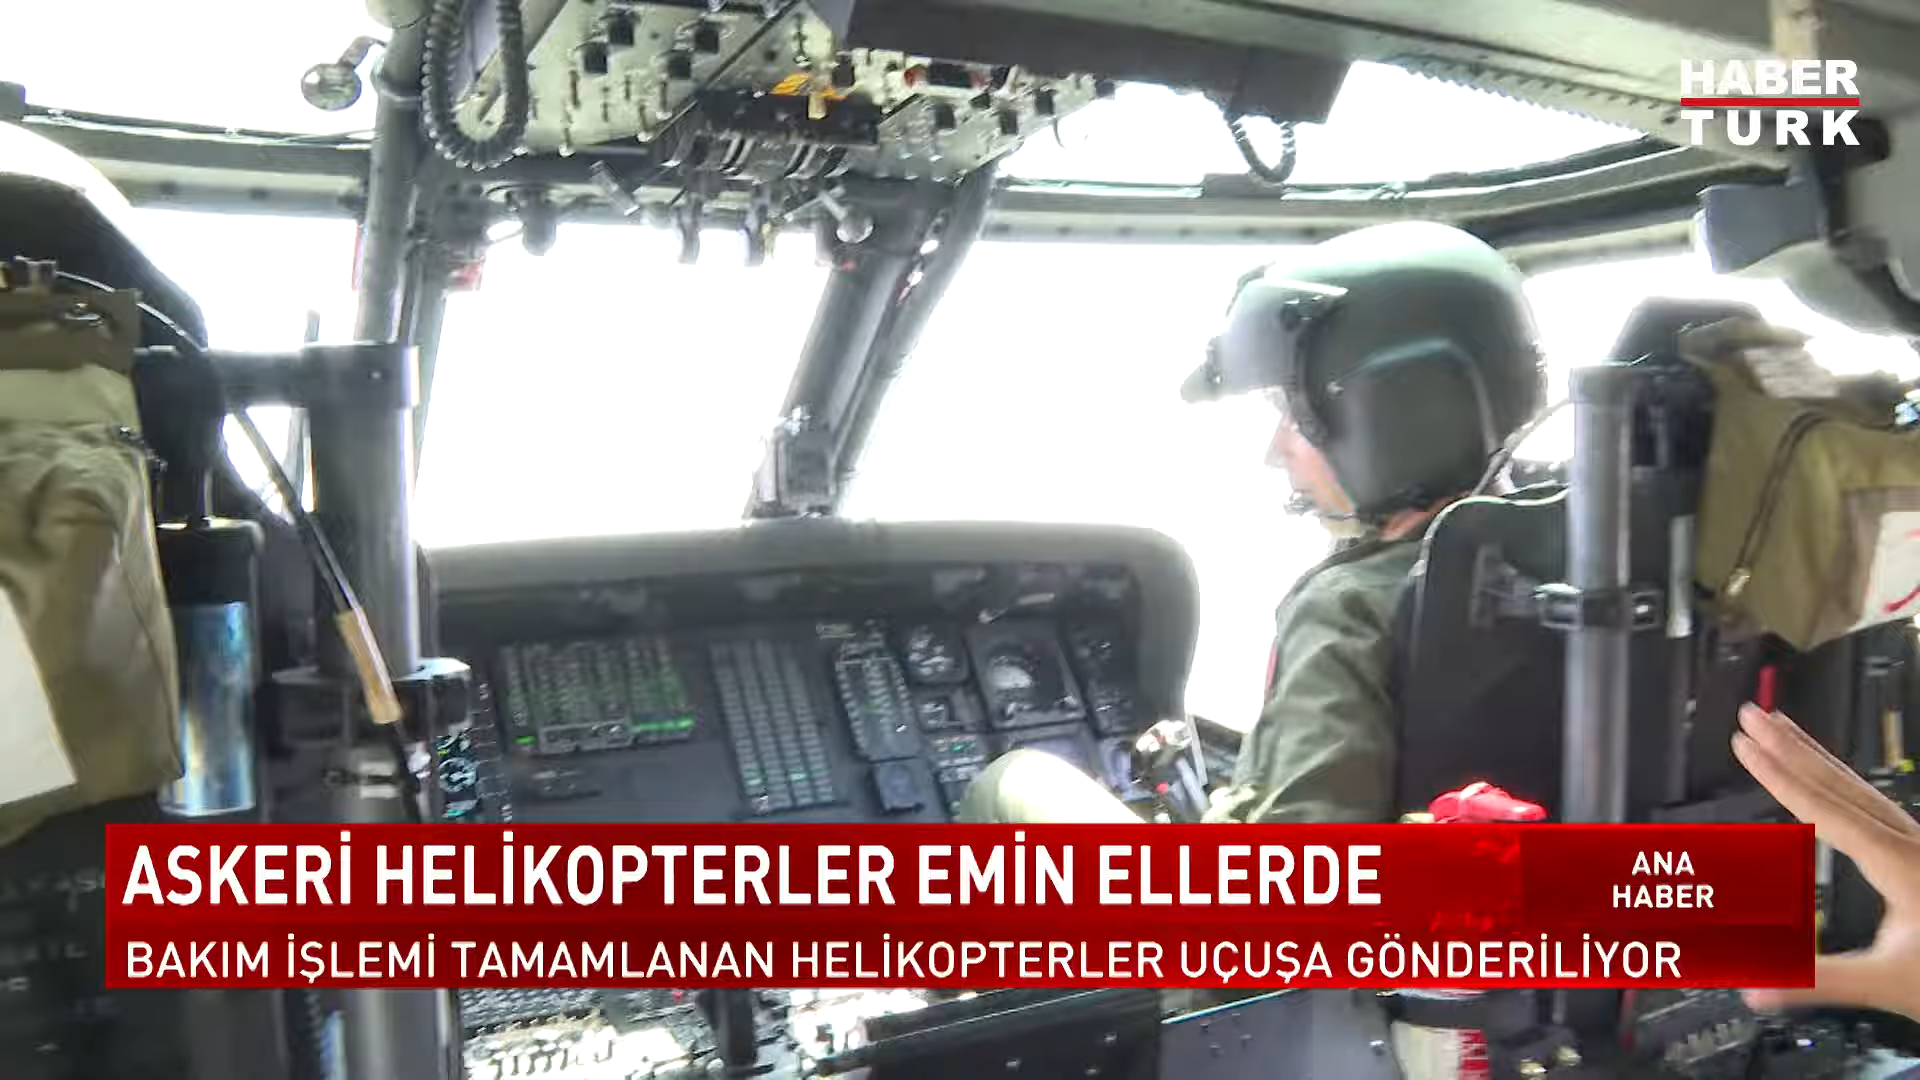 HABER
TURK
ASKERİ HELİKOPTERLER EMİN ELLERDE
ANA
HABER
BAKIM İŞLEMİ TAMAMLANAN HELİKOPTERLER UÇUŞA GÖNDERİLİYOR